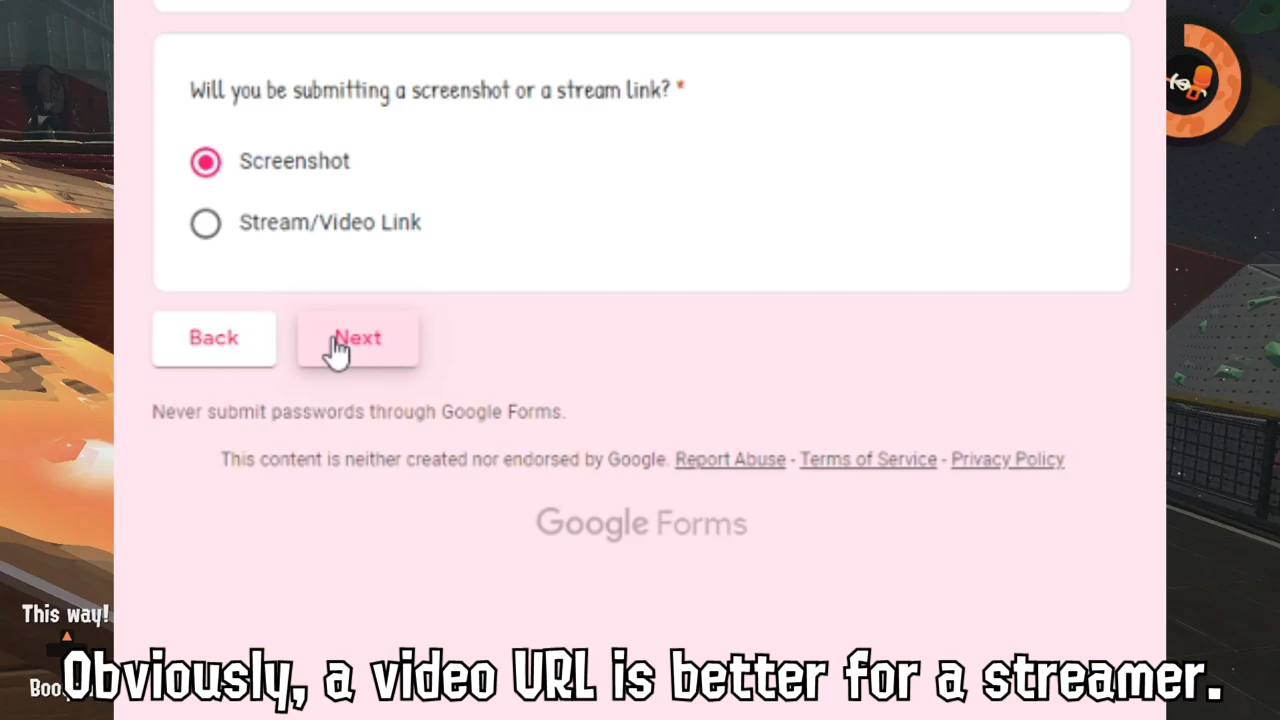 Will you be submitting a screenshot or a stream link? *
Screenshot
Stream/Video Link
Back
Next
Never submit passwords through Google Forms.
This content is neither created nor endorsed by Google. Report Abuse - Terms of Service - Privacy Policy
Google Forms
This way!
Obviously, a video URL is better for a streamer.